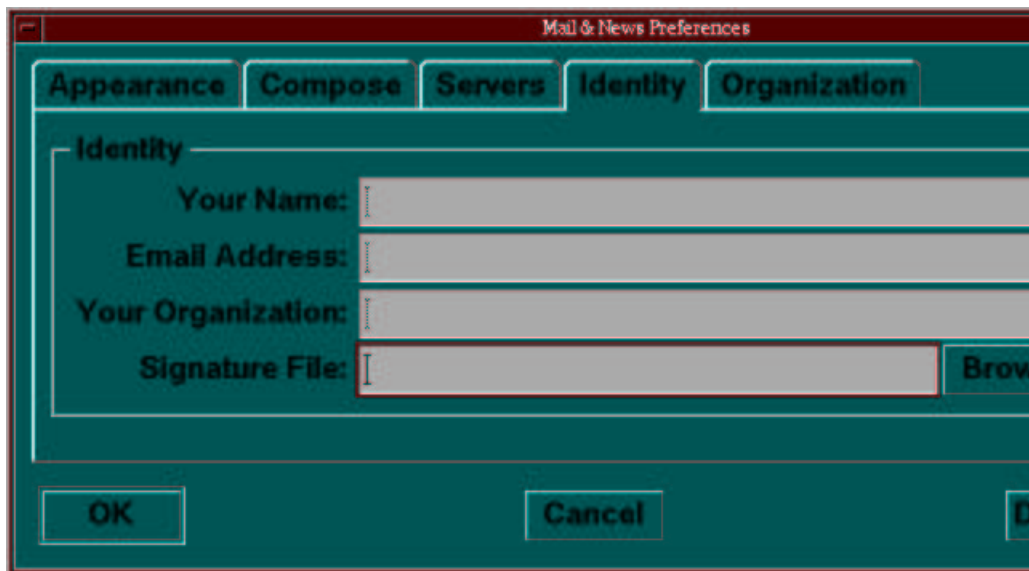 Mail & News Preferences
Appearance Compose Servers Identity Organization
Identity
Your Name:
Email Address:
Your Organization:
Signature File: Brow
OK Cancel D